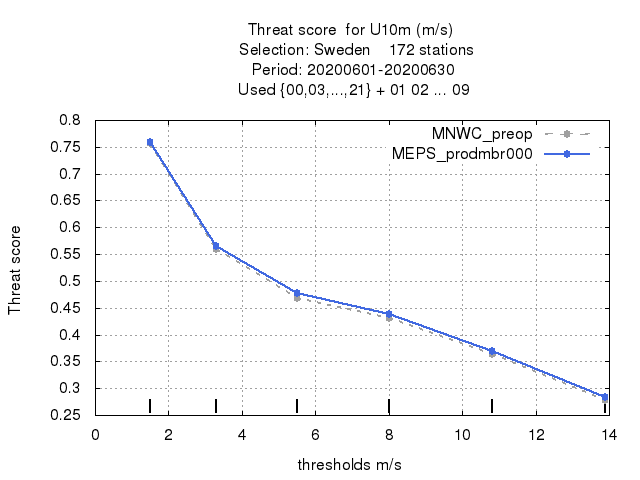 Threat score  for U10m (m/s)
Selection: Sweden    172 stations
Period: 20200601-20200630
Used {00,03,...,21} + 01 02 ... 09
MNWC_preop
MEPS_prodmbr000
Threat score
0.8
0.75
0.7
0.65
0.6
0.55
0.5
0.45
0.4
0.35
0.3
0.25
0 2 4 6 8 10 12 14
thresholds m/s